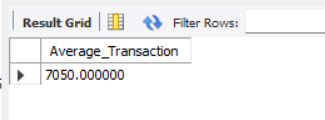 Result Grid Filter Rows:
Average_Transaction
7050.000000